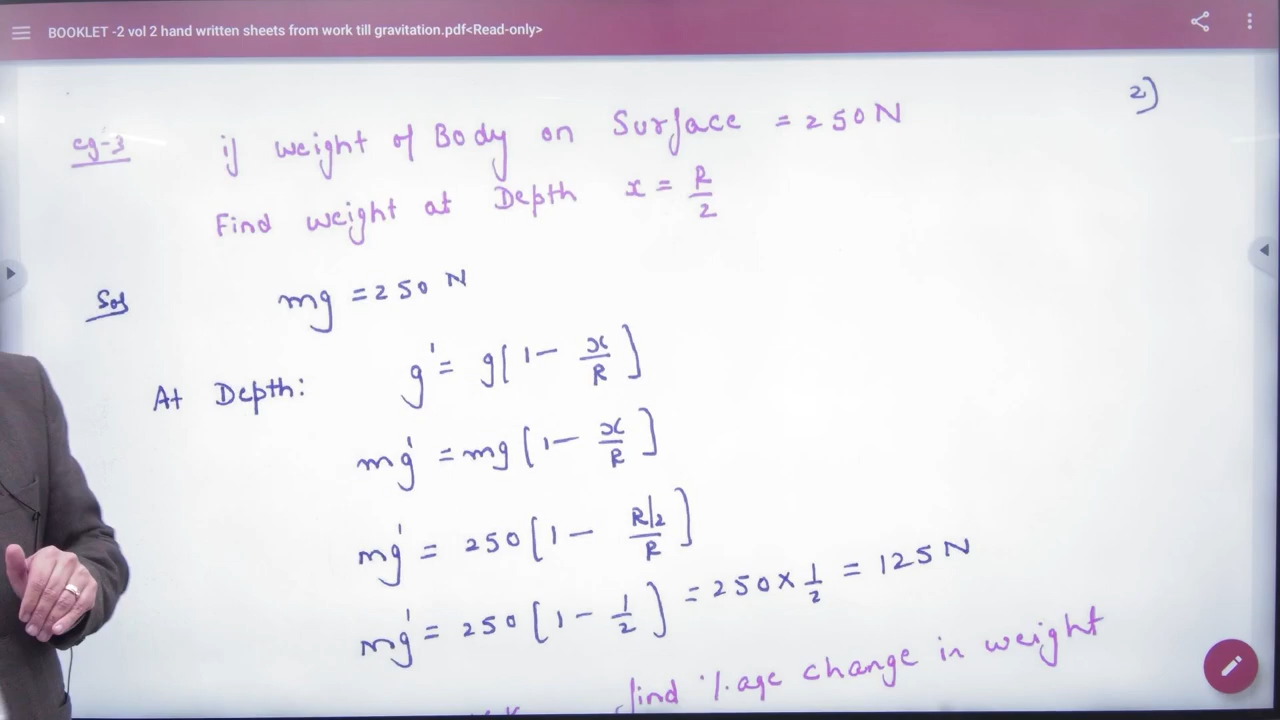 BOOKLET -2 vol 2 hand written sheets from work till gravitation.pdf<Read-only>
2)
eg-3 if weight of Body on Surface = 250N
Find weight at Depth x = R/2
Sol mg = 250 N
At Depth: g' = g[1 - x/R]
mg' = mg[1 - x/R]
mg' = 250[1 - R/2/R]
mg' = 250[1 - 1/2] = 250 × 1/2 = 125 N
find %age change in weight